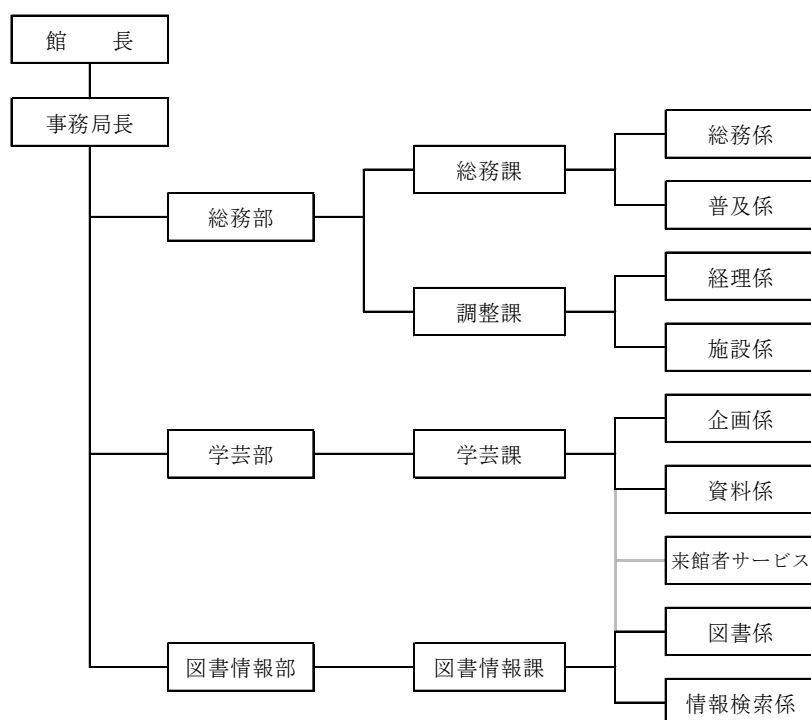 館　　長
事務局長
総務部
総務課
総務係
普及係
調整課
経理係
施設係
学芸部
学芸課
企画係
資料係
来館者サービス
図書情報部
図書情報課
図書係
情報検索係